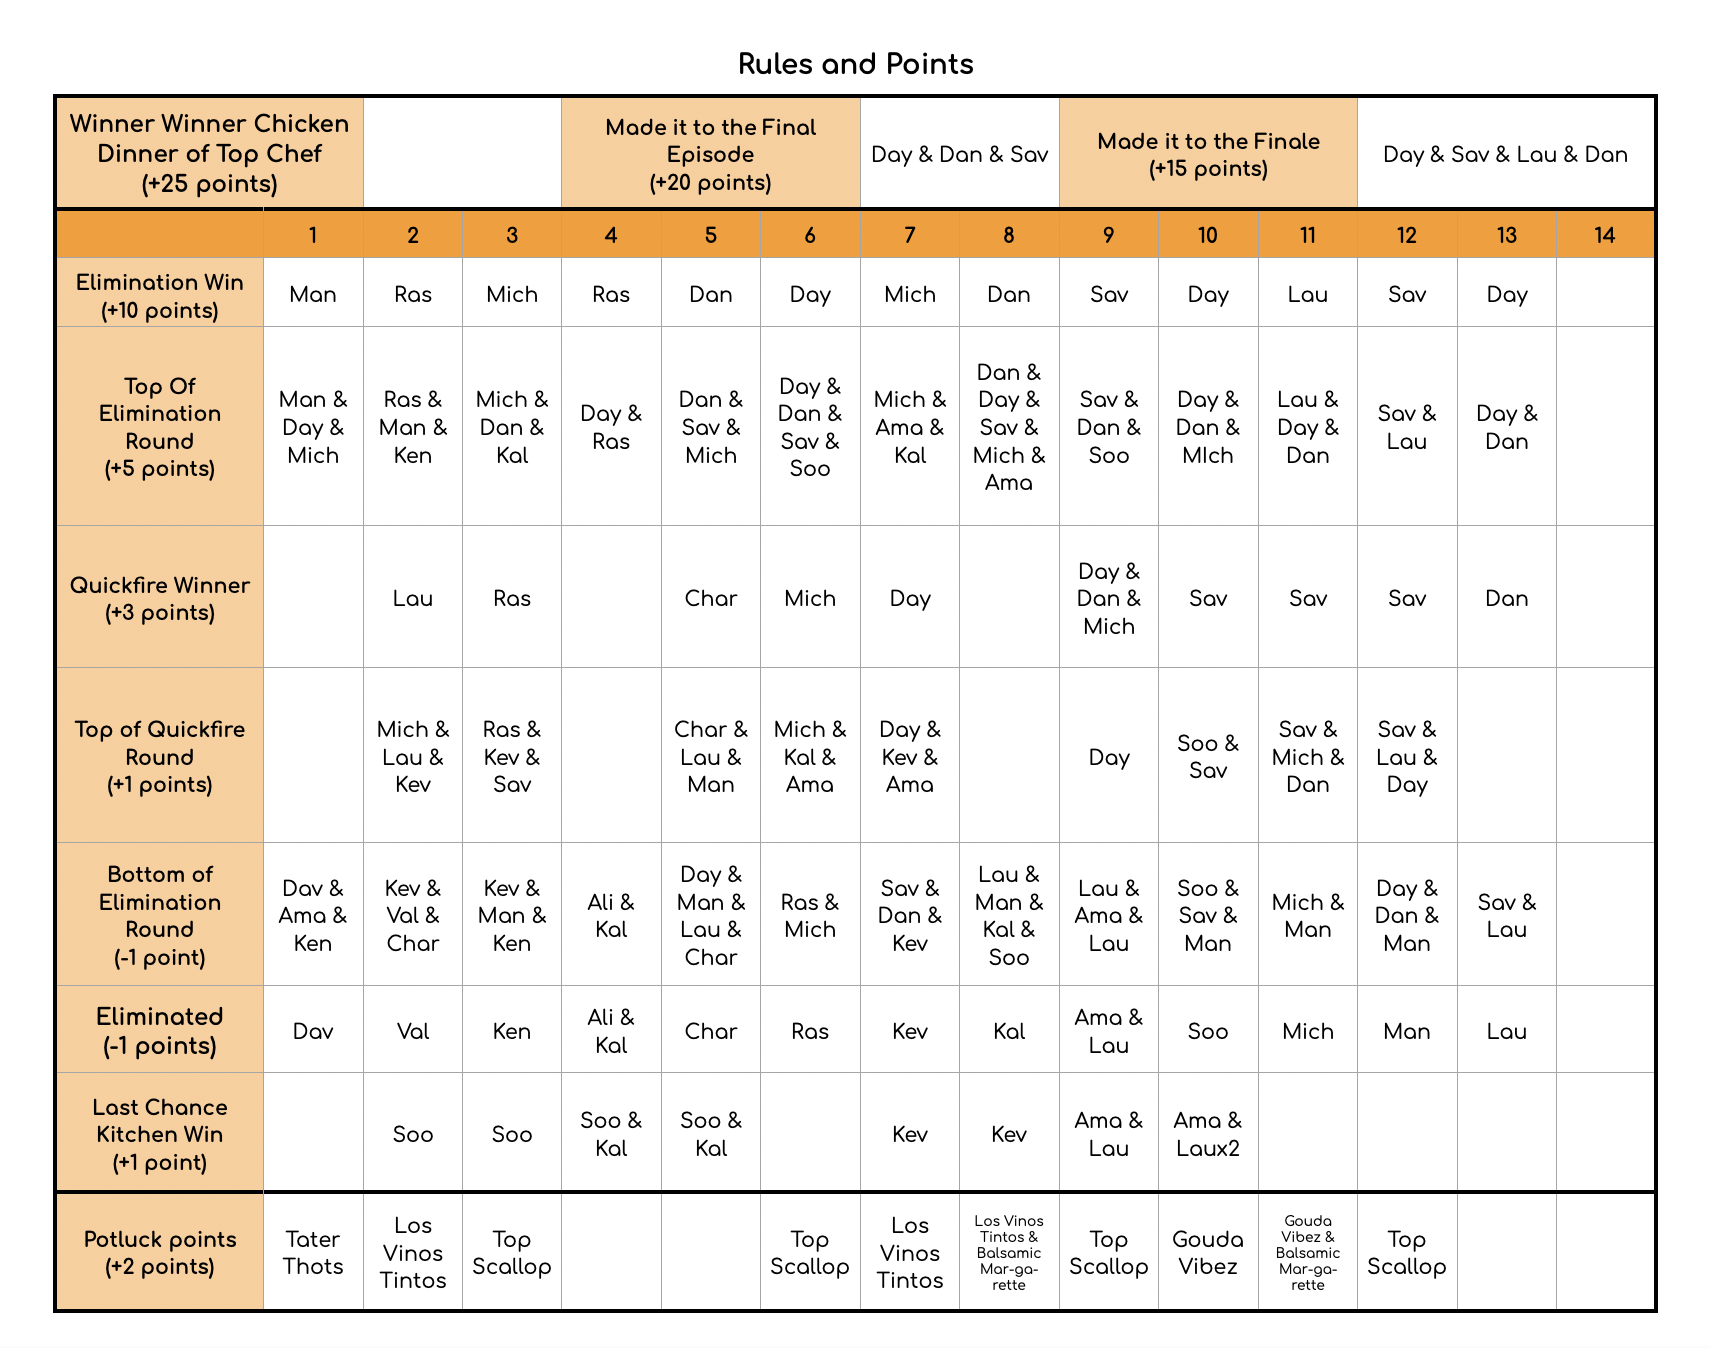 Rules and Points
Winner Winner Chicken
Dinner of Top Chef
(+25 points)
Made it to the Final
Episode
(+20 points)
Day & Dan & Sav
Made it to the Finale
(+15 points)
Day & Sav & Lau & Dan
1 2 3 4 5 6 7 8 9 10 11 12 13 14
Elimination Win
(+10 points)
Man
Ras
Mich
Ras
Dan
Day
Mich
Dan
Sav
Day
Lau
Sav
Day
Top Of
Elimination
Round
(+5 points)
Man &
Day &
Mich
Ras &
Man &
Ken
Mich &
Dan &
Kal
Day &
Ras
Dan &
Sav &
Mich
Day &
Dan &
Sav &
Soo
Mich &
Ama &
Kal
Dan &
Day &
Sav &
Mich &
Ama
Sav &
Dan &
Soo
Day &
Dan &
MIch
Lau &
Day &
Dan
Sav &
Lau
Day &
Dan
Quickfire Winner
(+3 points)
Lau
Ras
Char
Mich
Day
Day &
Dan &
Mich
Sav
Sav
Sav
Dan
Top of Quickfire
Round
(+1 points)
Mich &
Lau &
Kev
Ras &
Kev &
Sav
Char &
Lau &
Man
Mich &
Kal &
Ama
Day &
Kev &
Ama
Day
Soo &
Sav
Sav &
Mich &
Dan
Sav &
Lau &
Day
Bottom of
Elimination
Round
(-1 point)
Dav &
Ama &
Ken
Kev &
Val &
Char
Kev &
Man &
Ken
Ali &
Kal
Day &
Man &
Lau &
Char
Ras &
Mich
Sav &
Dan &
Kev
Lau &
Man &
Kal &
Soo
Lau &
Ama &
Lau
Soo &
Sav &
Man
Mich &
Man
Day &
Dan &
Man
Sav &
Lau
Eliminated
(-1 points)
Dav
Val
Ken
Ali &
Kal
Char
Ras
Kev
Kal
Ama &
Lau
Soo
Mich
Man
Lau
Last Chance
Kitchen Win
(+1 point)
Soo
Soo
Soo &
Kal
Soo &
Kal
Kev
Kev
Ama &
Lau
Ama &
Laux2
Potluck points
(+2 points)
Tater
Thots
Los
Vinos
Tintos
Top
Scallop
Top
Scallop
Los
Vinos
Tintos
Los Vinos
Tintos &
Balsamic
Mar-ga-
rette
Top
Scallop
Gouda
Vibez
Gouda
Vibez &
Balsamic
Mar-ga-
rette
Top
Scallop